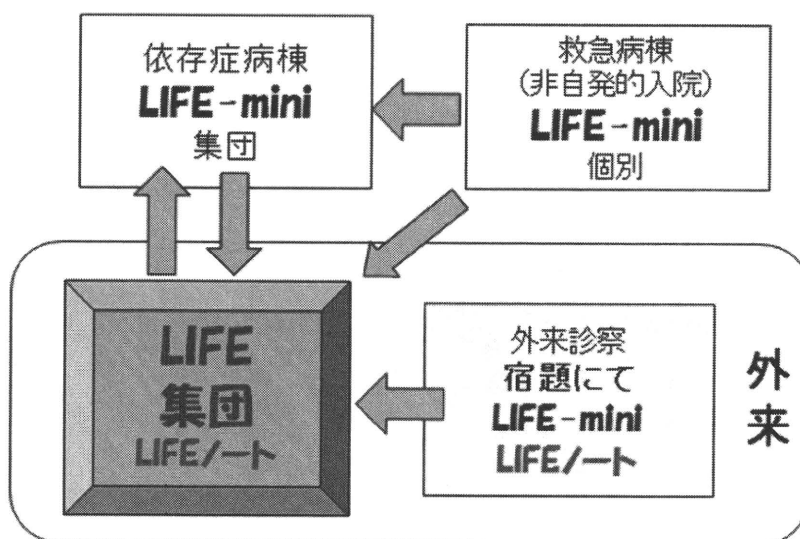 依存症病棟
LIFE-mini
集団
救急病棟
(非自発的入院)
LIFE-mini
個別
LIFE
集団
LIFEノート
外来診察
宿題にて
LIFE-mini
LIFEノート
外来